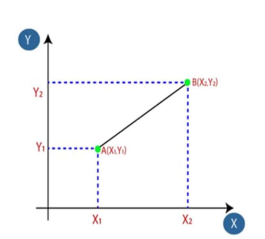 Y
Y₂
B(X₂,Y₂)
Y₁
A(X₁,Y₁)
X₁
X₂
X